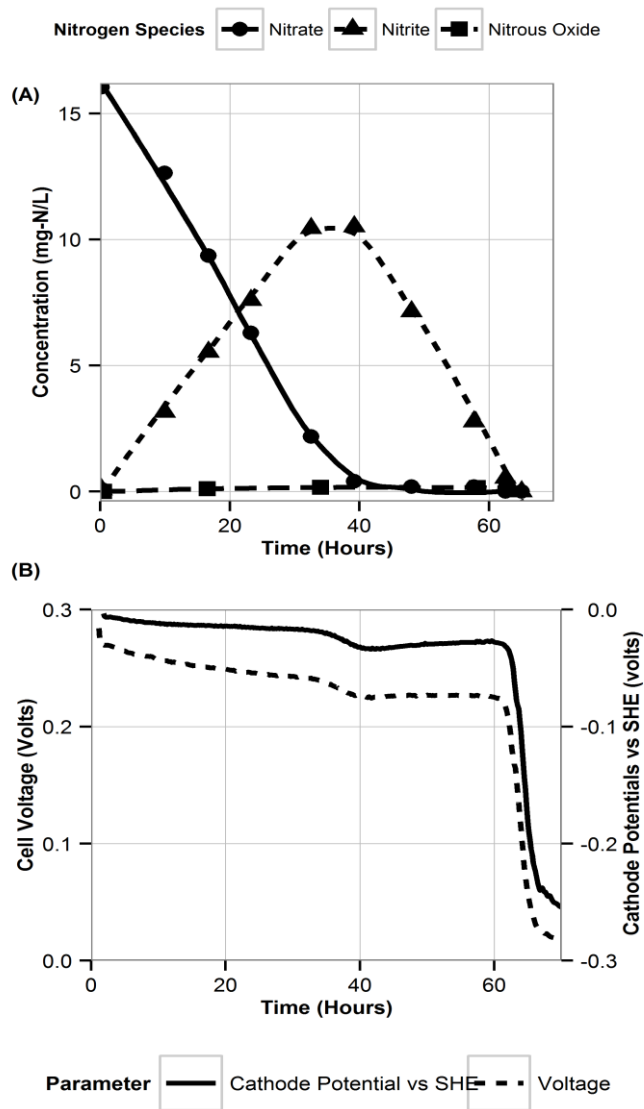 Nitrogen Species Nitrate Nitrite Nitrous Oxide
(A)
15
10
5
0
Concentration (mg-N/L)
0 20 40 60
Time (Hours)
(B)
0.3
0.2
0.1
0.0
Cell Voltage (Volts)
0.0
-0.1
-0.2
-0.3
Cathode Potentials vs SHE (volts)
0 20 40 60
Time (Hours)
Parameter Cathode Potential vs SHE Voltage